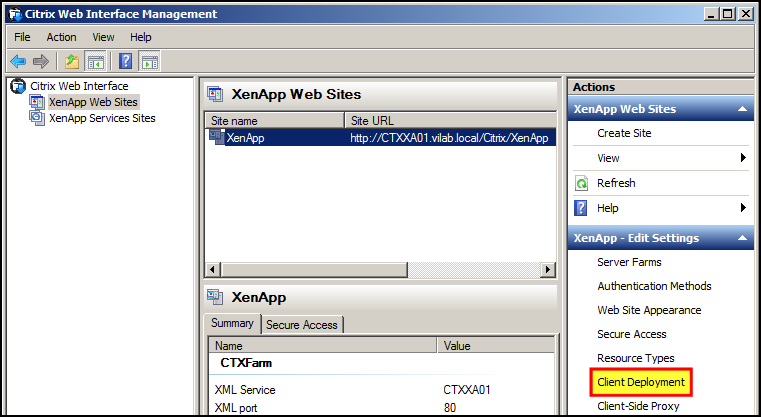 Citrix Web Interface Management
File Action View Help
Citrix Web Interface
XenApp Web Sites
XenApp Services Sites
XenApp Web Sites
Site name Site URL
XenApp http://CTXXA01.vilab.local/Citrix/XenApp
XenApp
Summary Secure Access
Name Value
CTXFarm
XML Service CTXXA01
XML port 80
Actions
XenApp Web Sites
Create Site
View
Refresh
Help
XenApp - Edit Settings
Server Farms
Authentication Methods
Web Site Appearance
Secure Access
Resource Types
Client Deployment
Client-Side Proxy